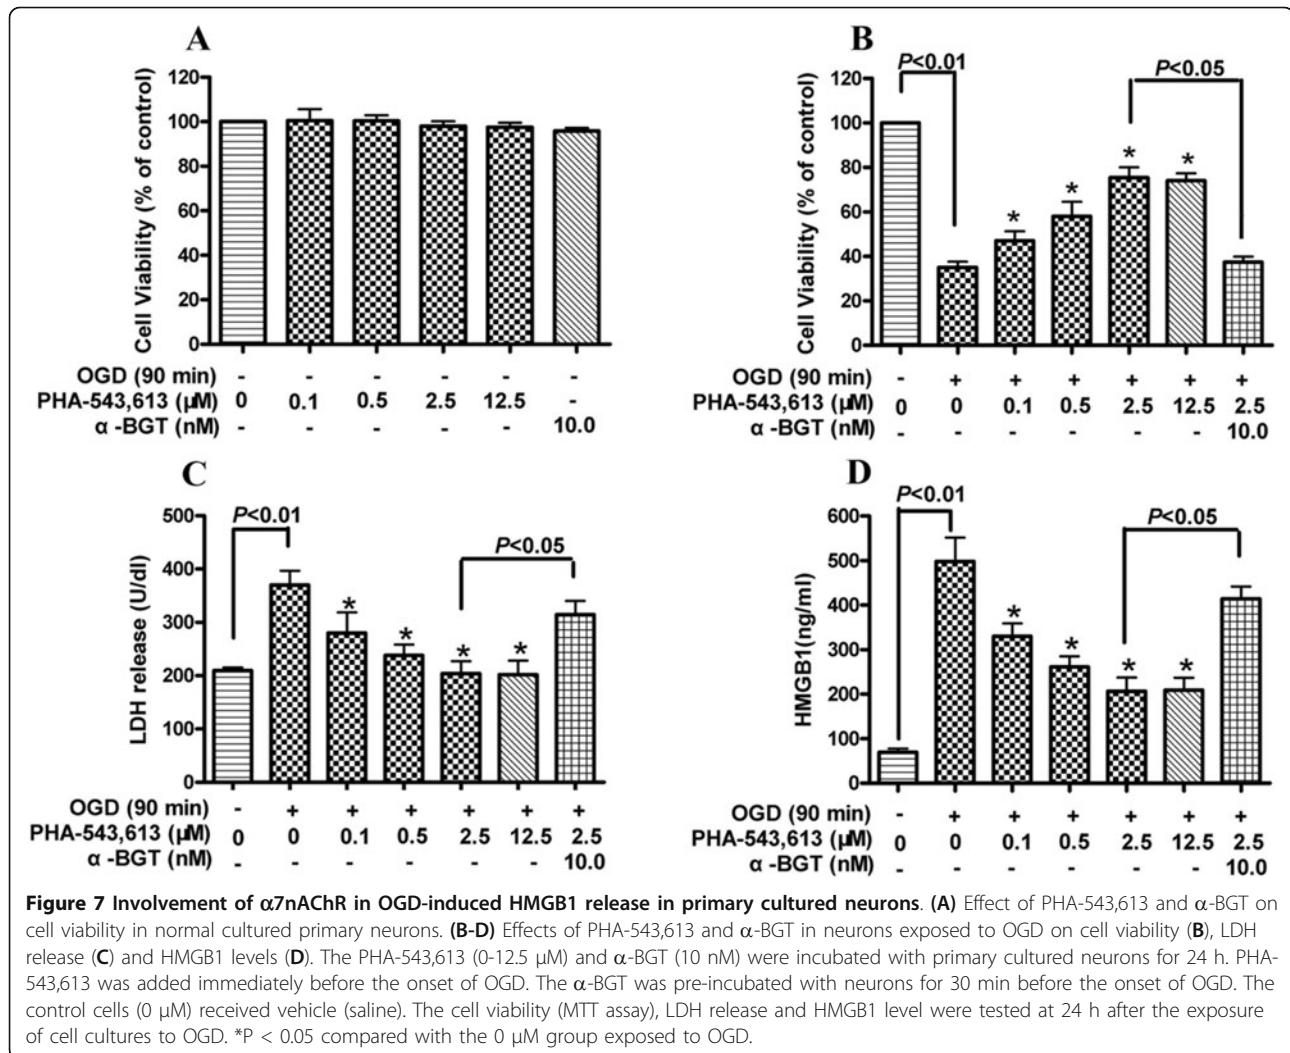 A
120
100
80
60
40
20
0
Cell Viability (% of control)
OGD (90 min) - - - - - -
PHA-543,613 (µM) 0 0.1 0.5 2.5 12.5 -
α -BGT (nM) - - - - - 10.0
B
P<0.01
P<0.05
120
100
80
60
40
20
0
Cell Viability (% of control)
* * * *
OGD (90 min) - + + + + + +
PHA-543,613 (µM) 0 0 0.1 0.5 2.5 12.5 2.5
α -BGT (nM) - - - - - - 10.0
C
500
400
300
200
100
0
LDH release (U/dl)
P<0.01
P<0.05
* * * *
OGD (90 min) - + + + + + +
PHA-543,613 (µM) 0 0 0.1 0.5 2.5 12.5 2.5
α -BGT (nM) - - - - - - 10.0
D
P<0.01
P<0.05
600
500
400
300
200
100
0
HMGB1(ng/ml)
* * * *
OGD (90 min) - + + + + + +
PHA-543,613 (µM) 0 0 0.1 0.5 2.5 12.5 2.5
α -BGT (nM) - - - - - - 10.0
Figure 7 Involvement of α7nAChR in OGD-induced HMGB1 release in primary cultured neurons. (A) Effect of PHA-543,613 and α-BGT on
cell viability in normal cultured primary neurons. (B-D) Effects of PHA-543,613 and α-BGT in neurons exposed to OGD on cell viability (B), LDH
release (C) and HMGB1 levels (D). The PHA-543,613 (0-12.5 µM) and α-BGT (10 nM) were incubated with primary cultured neurons for 24 h. PHA-
543,613 was added immediately before the onset of OGD. The α-BGT was pre-incubated with neurons for 30 min before the onset of OGD. The
control cells (0 µM) received vehicle (saline). The cell viability (MTT assay), LDH release and HMGB1 level were tested at 24 h after the exposure
of cell cultures to OGD. *P < 0.05 compared with the 0 µM group exposed to OGD.